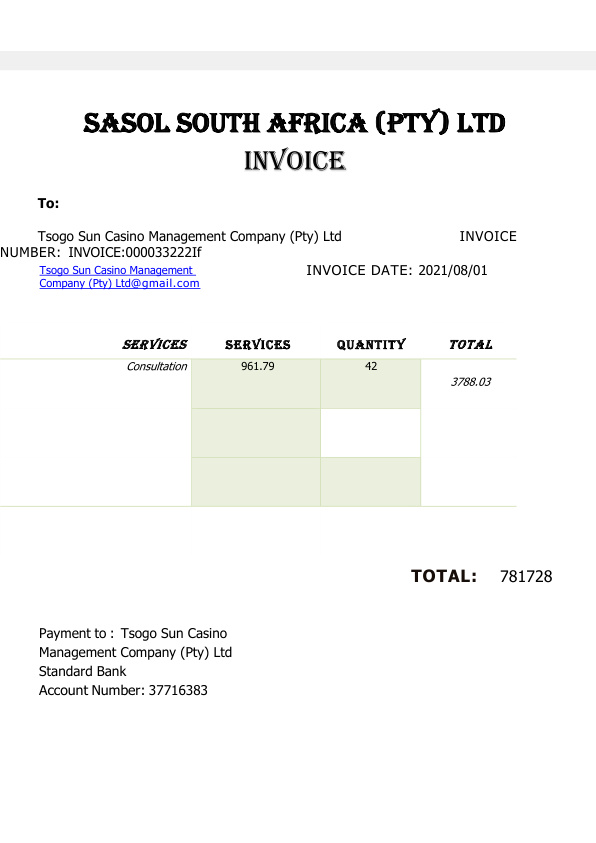 SASOL SOUTH AFRICA (PTY) LTD
INVOICE
To:
Tsogo Sun Casino Management Company (Pty) Ltd INVOICE
NUMBER: INVOICE:000033222If
Tsogo Sun Casino Management
Company (Pty) Ltd@gmail.com
INVOICE DATE: 2021/08/01
SERVICES SERVICES QUANTITY TOTAL
Consultation 961.79 42
3788.03
TOTAL: 781728
Payment to : Tsogo Sun Casino
Management Company (Pty) Ltd
Standard Bank
Account Number: 37716383